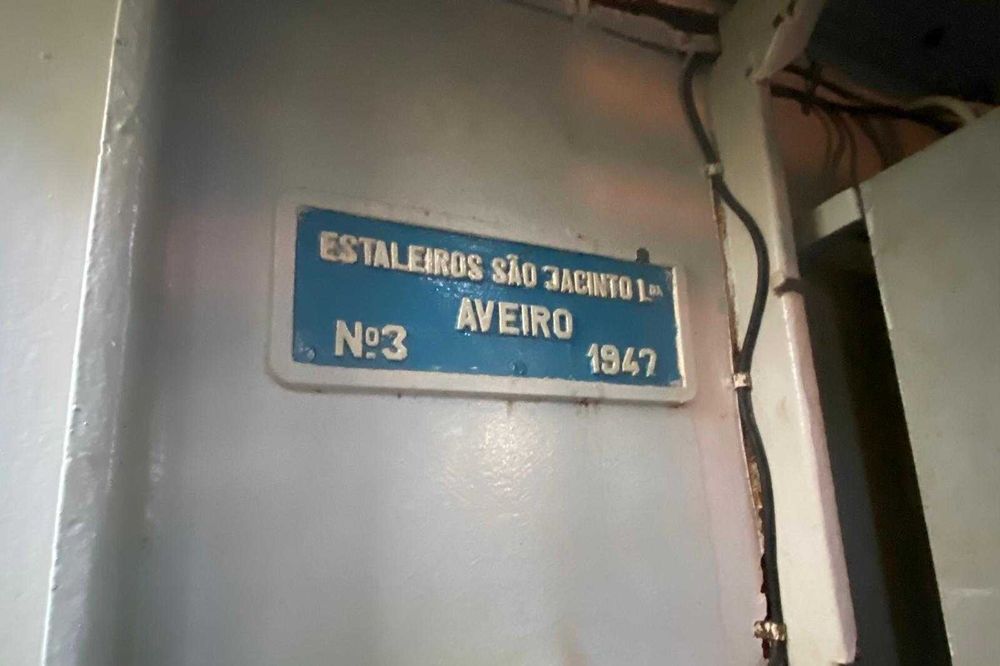 ESTALEIROS SÃO JACINTO LDA
AVEIRO
Nº3 1947